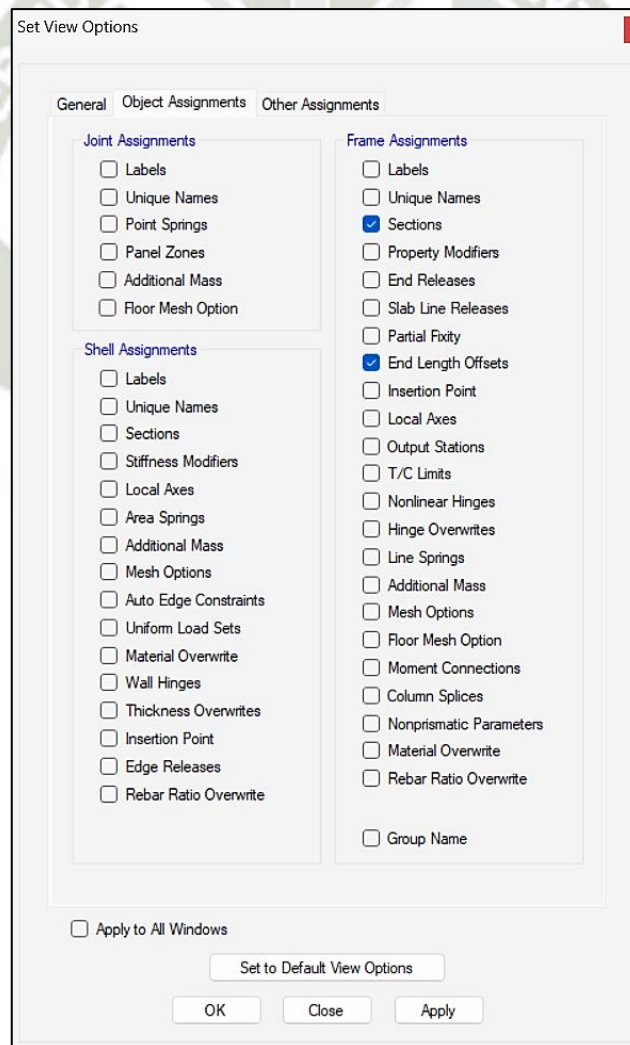 Set View Options
General
Object Assignments
Other Assignments
Joint Assignments
Labels
Unique Names
Point Springs
Panel Zones
Additional Mass
Floor Mesh Option
Shell Assignments
Labels
Unique Names
Sections
Stiffness Modifiers
Local Axes
Area Springs
Additional Mass
Mesh Options
Auto Edge Constraints
Uniform Load Sets
Material Overwrite
Wall Hinges
Thickness Overwrites
Insertion Point
Edge Releases
Rebar Ratio Overwrite
Frame Assignments
Labels
Unique Names
Sections
Property Modifiers
End Releases
Slab Line Releases
Partial Fixity
End Length Offsets
Insertion Point
Local Axes
Output Stations
T/C Limits
Nonlinear Hinges
Hinge Overwrites
Line Springs
Additional Mass
Mesh Options
Floor Mesh Option
Moment Connections
Column Splices
Nonprismatic Parameters
Material Overwrite
Rebar Ratio Overwrite
Group Name
Apply to All Windows
Set to Default View Options
OK
Close
Apply